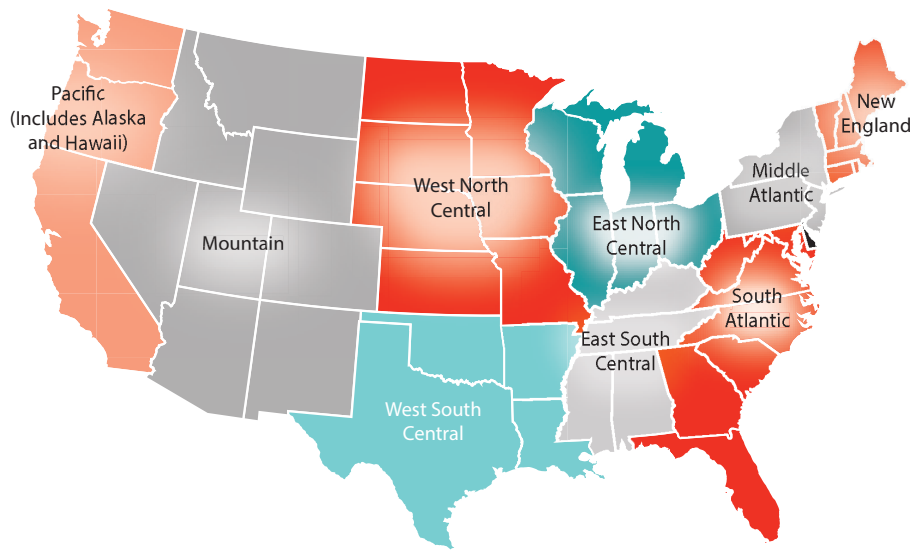 Pacific
(Includes Alaska
and Hawaii)
New
England
Middle
Atlantic
West North
Central
East North
Central
Mountain
South
Atlantic
East South
Central
West South
Central